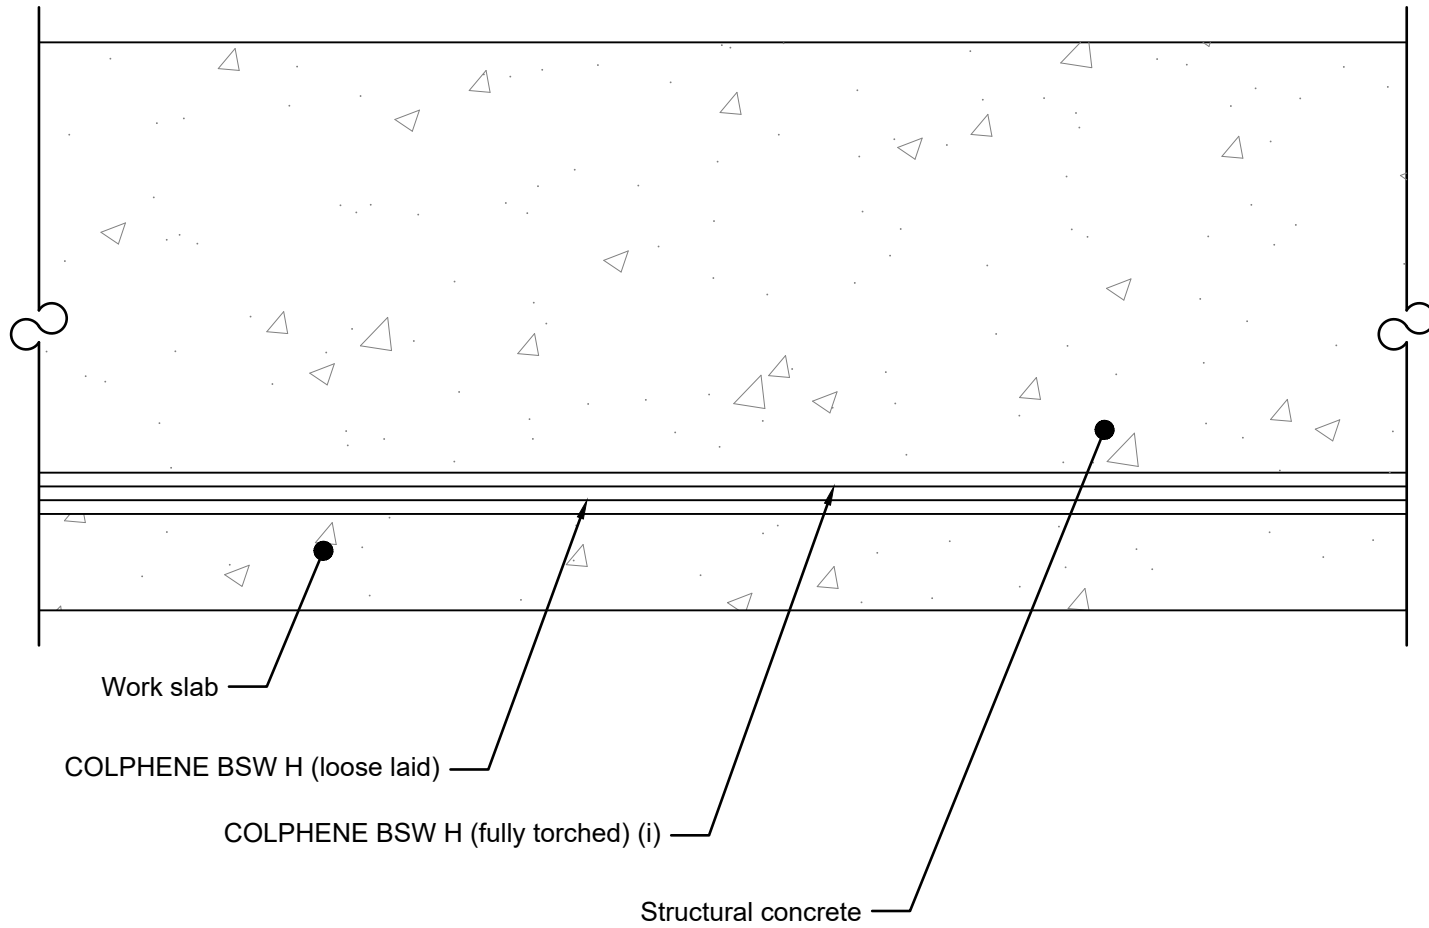 Work slab
COLPHENE BSW H (loose laid)
COLPHENE BSW H (fully torched) (i)
Structural concrete